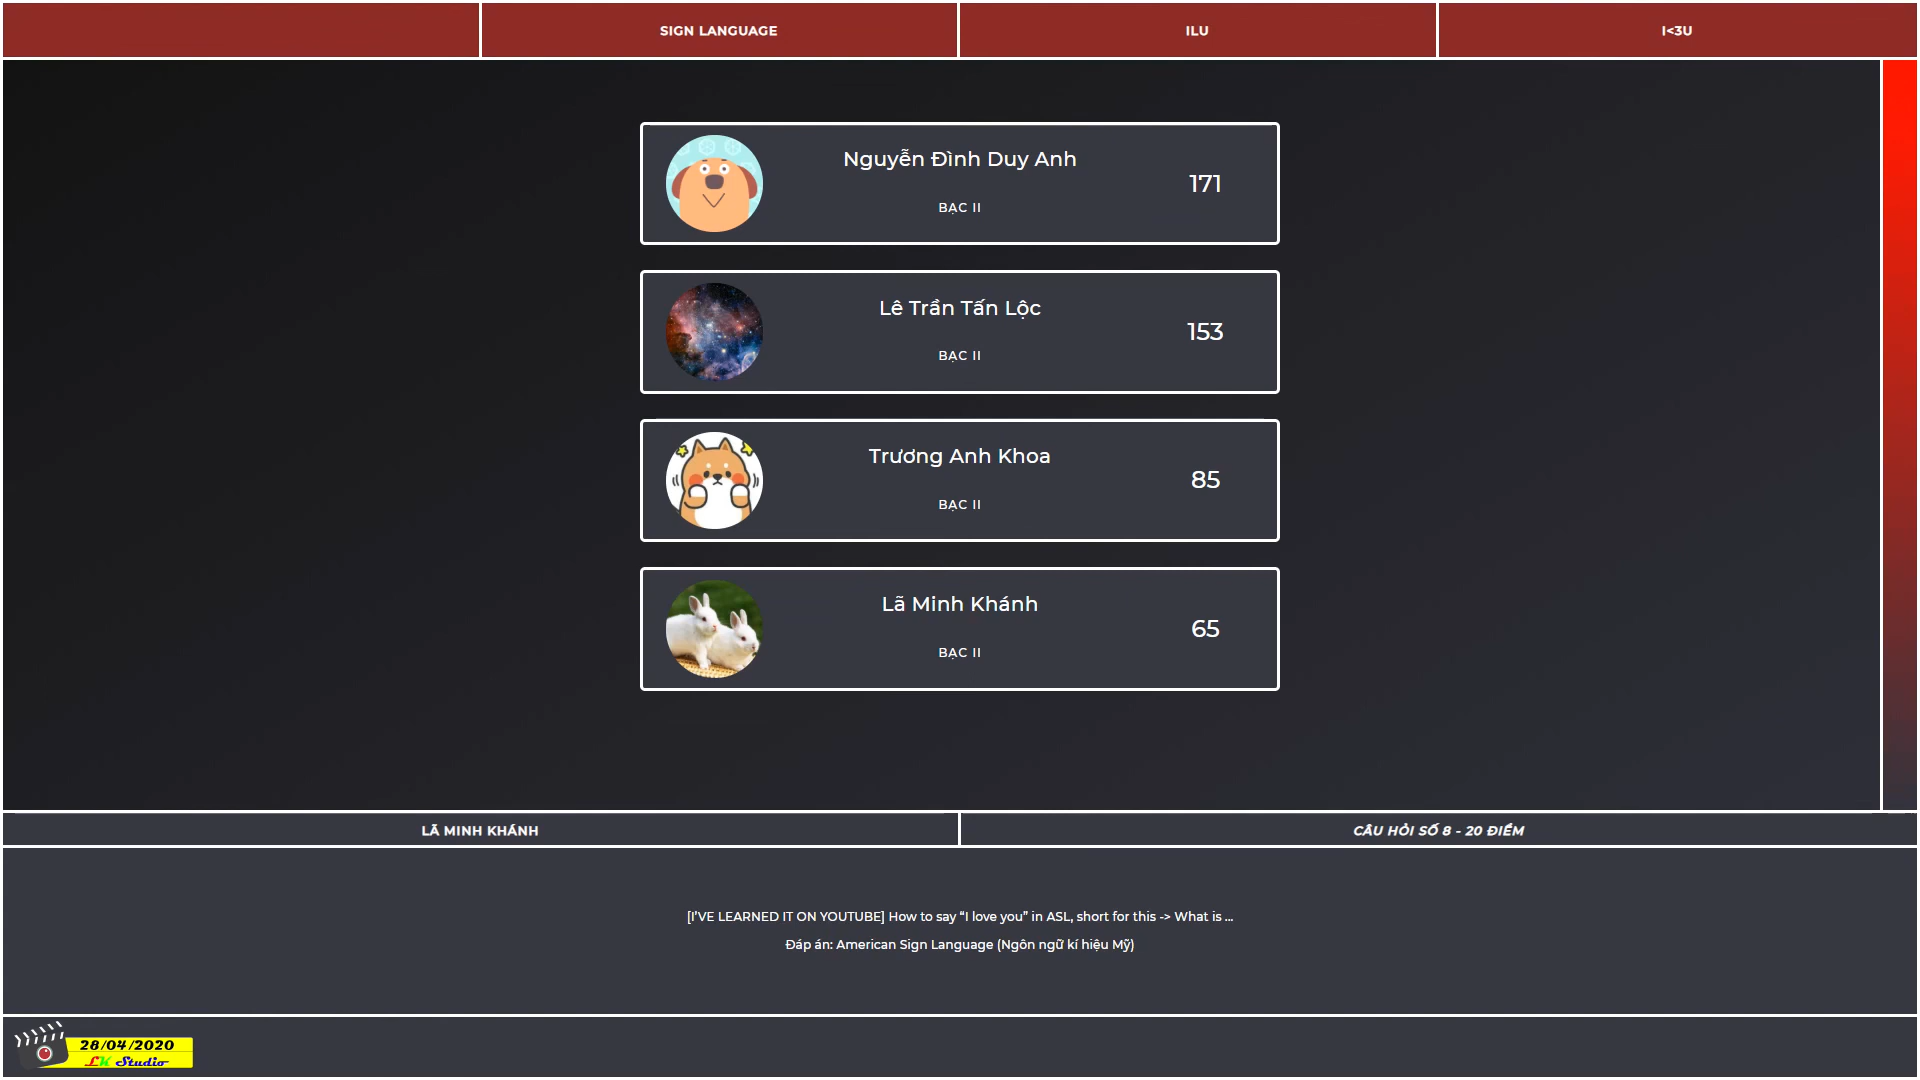 SIGN LANGUAGE
ILU
I<3U
Nguyễn Đình Duy Anh
BẠC II
171
Lê Trần Tấn Lộc
BẠC II
153
Trương Anh Khoa
BẠC II
85
Lã Minh Khánh
BẠC II
65
LÃ MINH KHÁNH
CÂU HỎI SỐ 8 - 20 ĐIỂM
[I'VE LEARNED IT ON YOUTUBE] How to say “I love you” in ASL, short for this -> What is ...
Đáp án: American Sign Language (Ngôn ngữ kí hiệu Mỹ)
28/04/2020
LK Studio